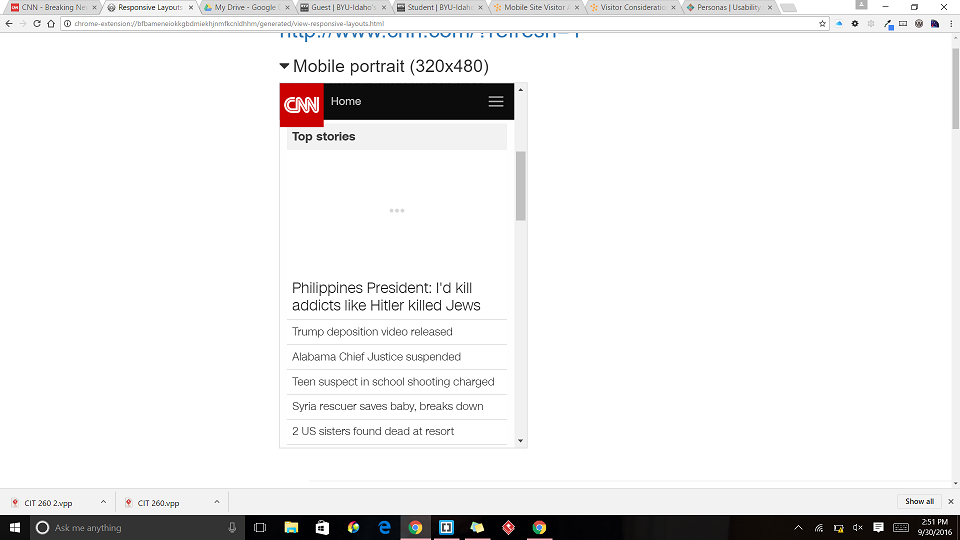 CNN - Breaking Ne
Responsive Layouts
My Drive - Google
Guest | BYU-Idaho's
Student | BYU-Idaho
Mobile Site Visitor A
Visitor Consideratio
Personas | Usability
chrome-extension://bfbameneiokkgbdmiekhjnmfkcnldhhm/generated/view-responsive-layouts.html
http://www.cnn.com/?refresh=1
Mobile portrait (320x480)
CNN Home
Top stories
Philippines President: I'd kill
addicts like Hitler killed Jews
Trump deposition video released
Alabama Chief Justice suspended
Teen suspect in school shooting charged
Syria rescuer saves baby, breaks down
2 US sisters found dead at resort
CIT 260 2.vpp
CIT 260.vpp
Show all
Ask me anything
2:51 PM
9/30/2016